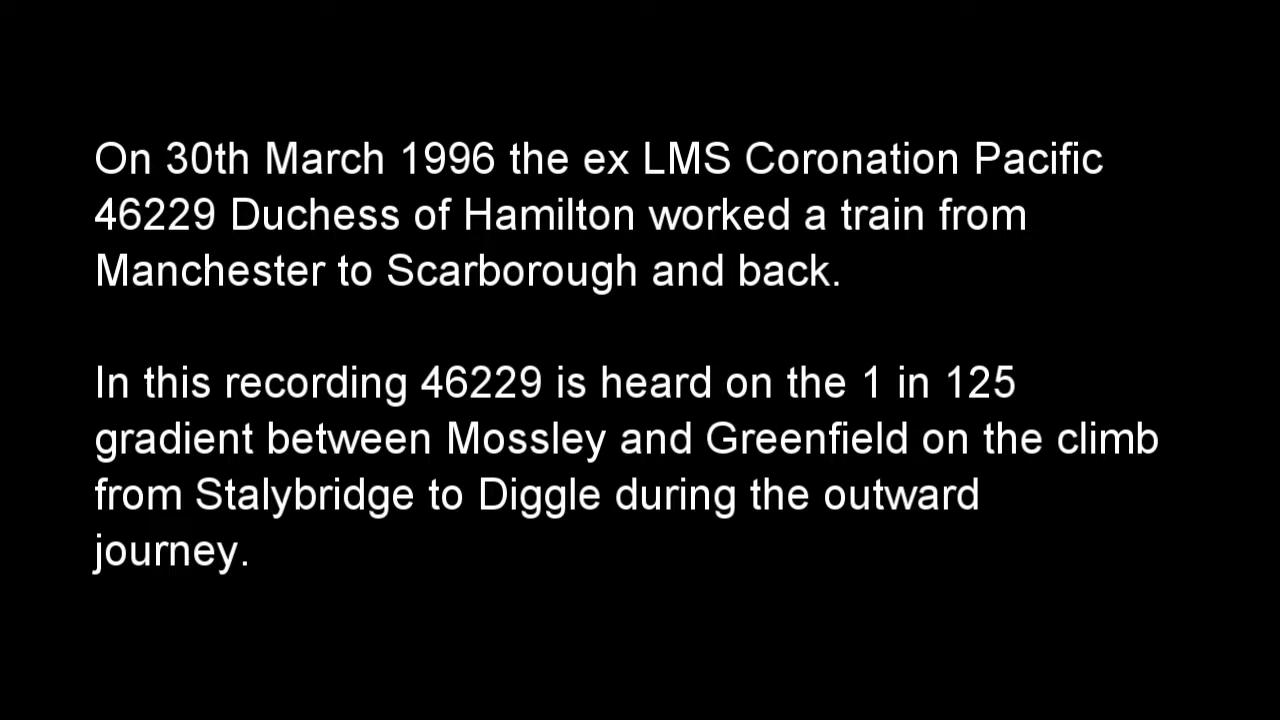 On 30th March 1996 the ex LMS Coronation Pacific
46229 Duchess of Hamilton worked a train from
Manchester to Scarborough and back.
In this recording 46229 is heard on the 1 in 125
gradient between Mossley and Greenfield on the climb
from Stalybridge to Diggle during the outward
journey.